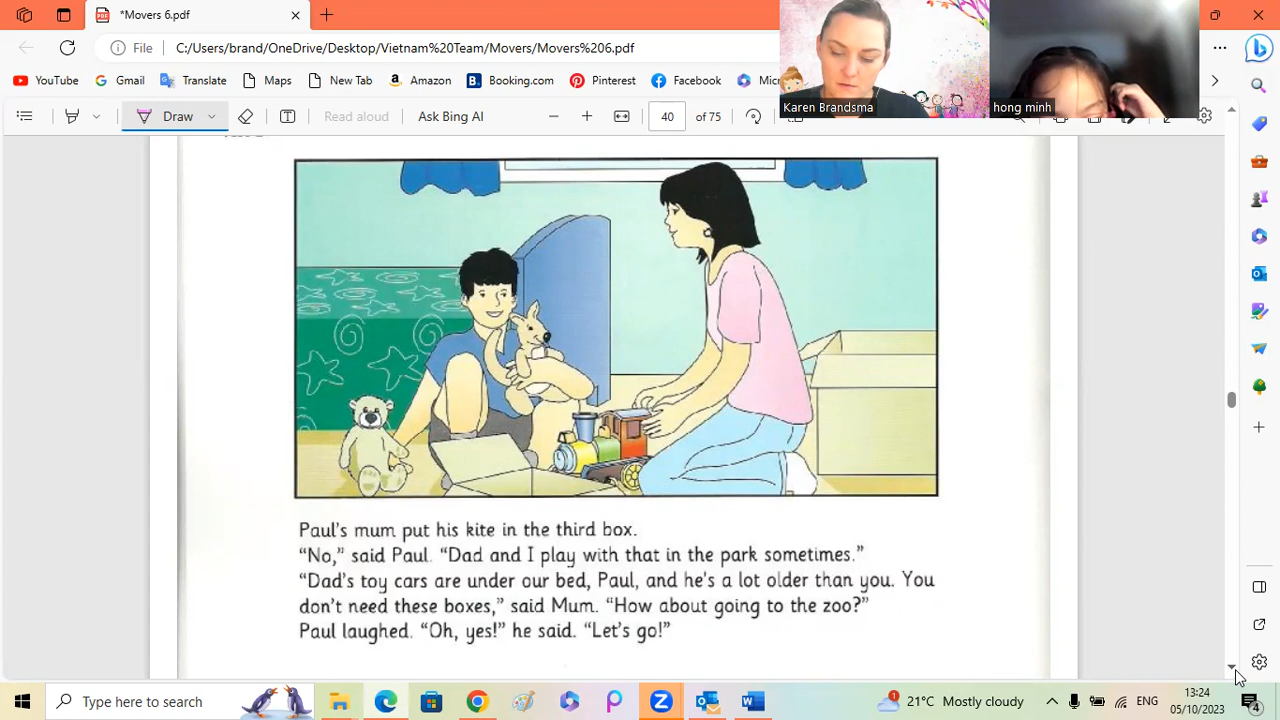 *Movers 6.pdf
File C:/Users/brand/OneDrive/Desktop/Vietnam%20Team/Movers/Movers%206.pdf
YouTube Gmail Translate Maps New Tab Amazon Booking.com Pinterest Facebook
Draw Read aloud Ask Bing AI 40 of 75
Karen Brandsma
hong minh
Paul's mum put his kite in the third box.
“No,” said Paul. “Dad and I play with that in the park sometimes.”
“Dad's toy cars are under our bed, Paul, and he's a lot older than you. You
don't need these boxes,” said Mum. “How about going to the zoo?”
Paul laughed. “Oh, yes!” he said. “Let's go!”
Type here to search
21°C Mostly cloudy
ENG
13:24
05/10/2023